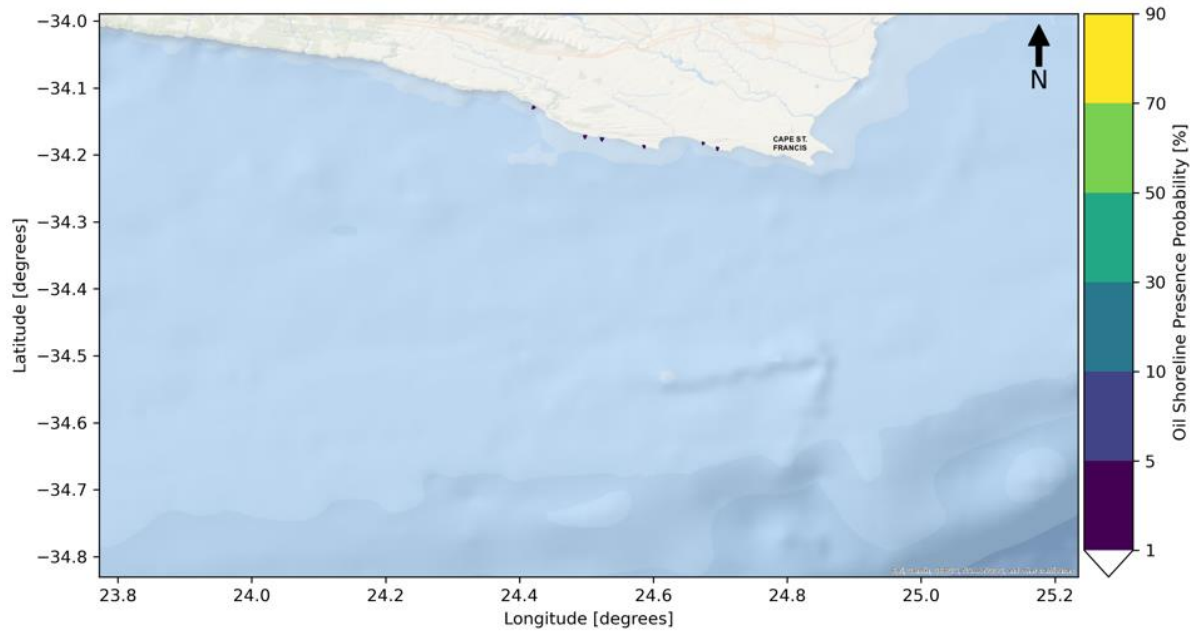 −34.0
−34.1
−34.2
−34.3
−34.4
−34.5
−34.6
−34.7
−34.8
Latitude [degrees]
23.8 24.0 24.2 24.4 24.6 24.8 25.0 25.2
Longitude [degrees]
N
CAPE ST.
FRANCIS
90
70
50
30
10
5
1
Oil Shoreline Presence Probability [%]